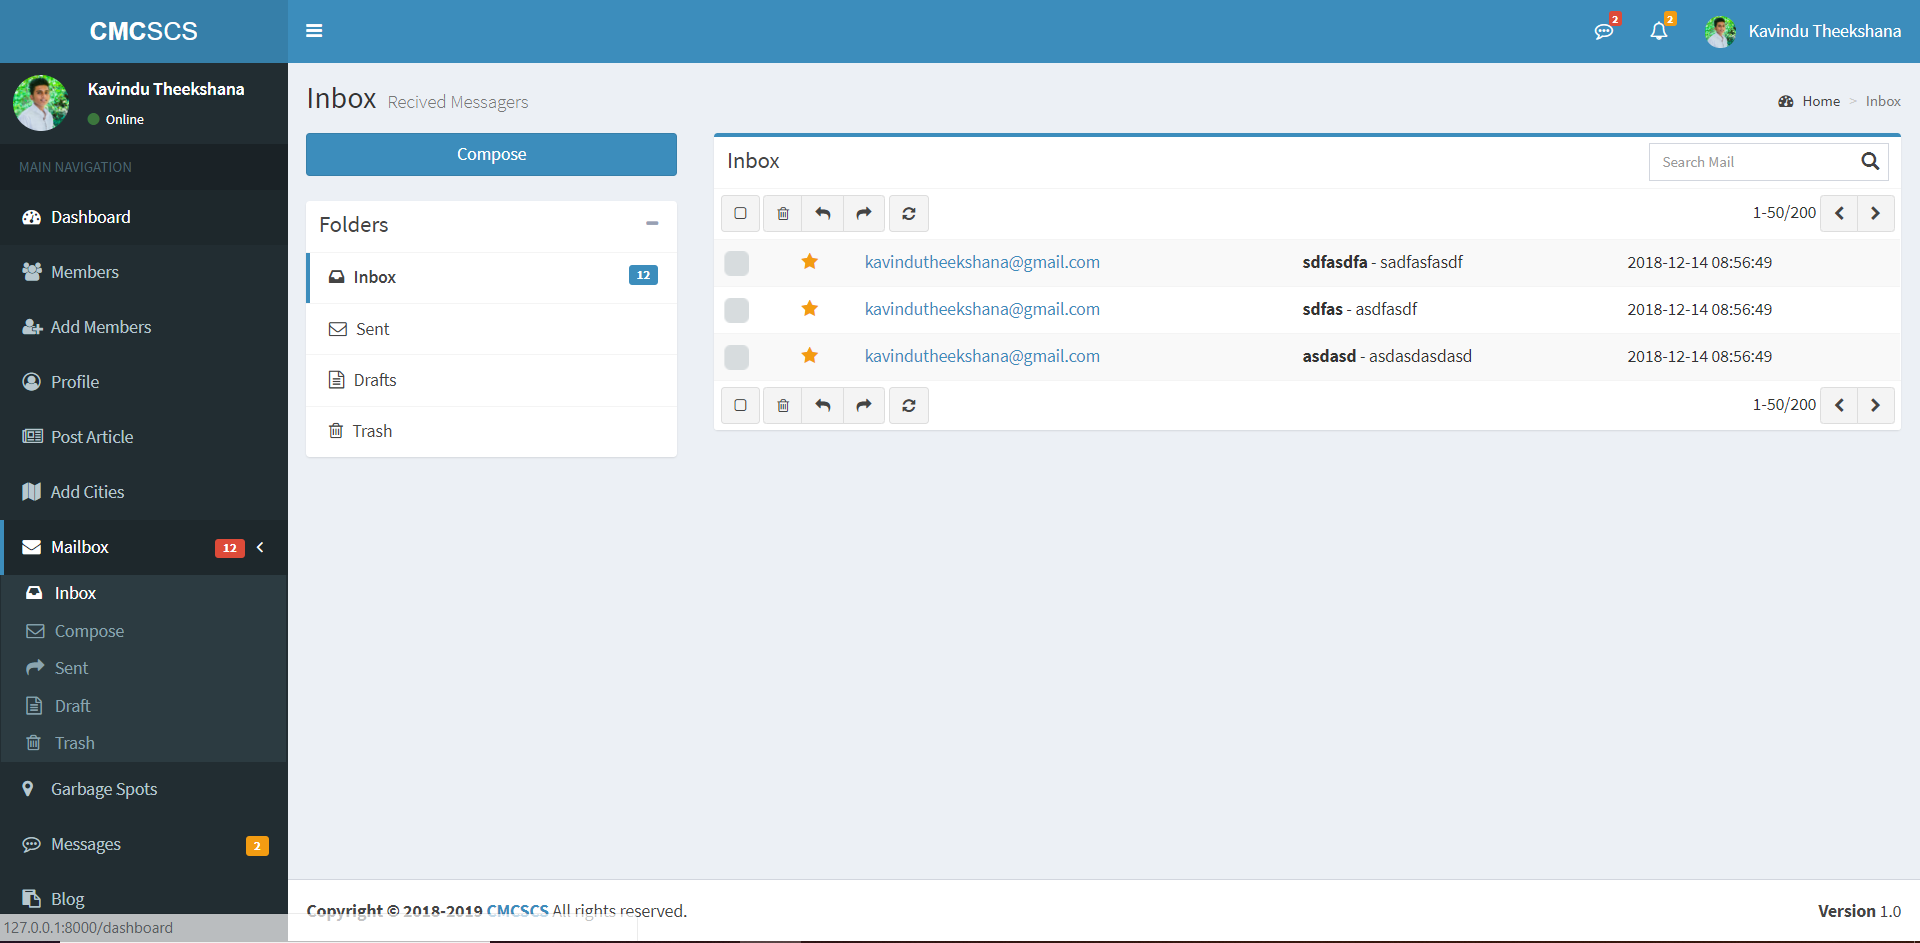 CMCSCS
2
2
Kavindu Theekshana
Kavindu Theekshana
Online
MAIN NAVIGATION
Dashboard
Members
Add Members
Profile
Post Article
Add Cities
Mailbox 12
Inbox
Compose
Sent
Draft
Trash
Garbage Spots
Messages 2
Blog
127.0.0.1:8000/dashboard
Inbox Recived Messagers
Home > Inbox
Compose
Folders
Inbox 12
Sent
Drafts
Trash
Inbox
Search Mail
1-50/200
kavindutheekshana@gmail.com sdfasdfa - sadfasfasdf 2018-12-14 08:56:49
kavindutheekshana@gmail.com sdfas - asdfasdf 2018-12-14 08:56:49
kavindutheekshana@gmail.com asdasd - asdasdasdasd 2018-12-14 08:56:49
1-50/200
Copyright © 2018-2019 CMCSCS All rights reserved.
Version 1.0